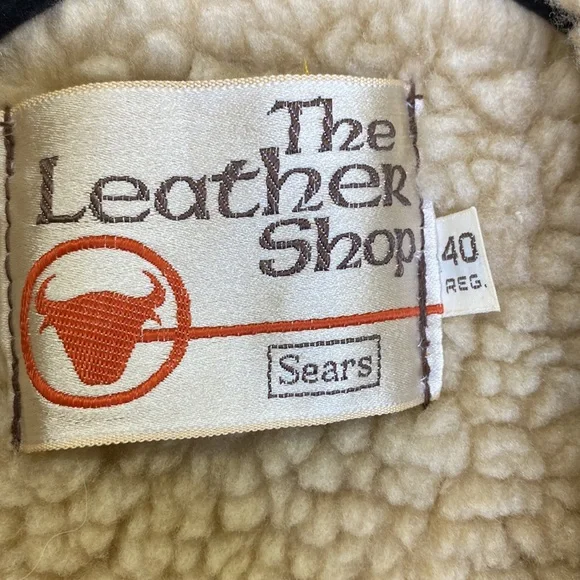 The
Leather
Shop
40
REG.
Sears